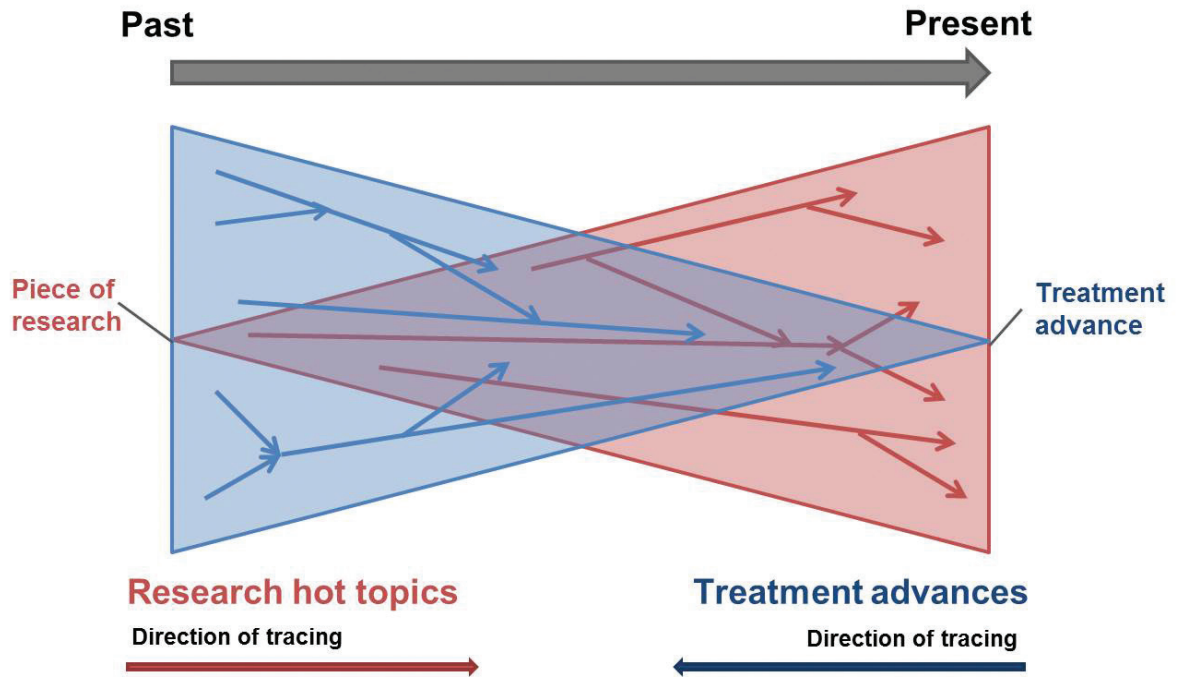 Past
Present
Piece of
research
Treatment
advance
Research hot topics
Treatment advances
Direction of tracing
Direction of tracing